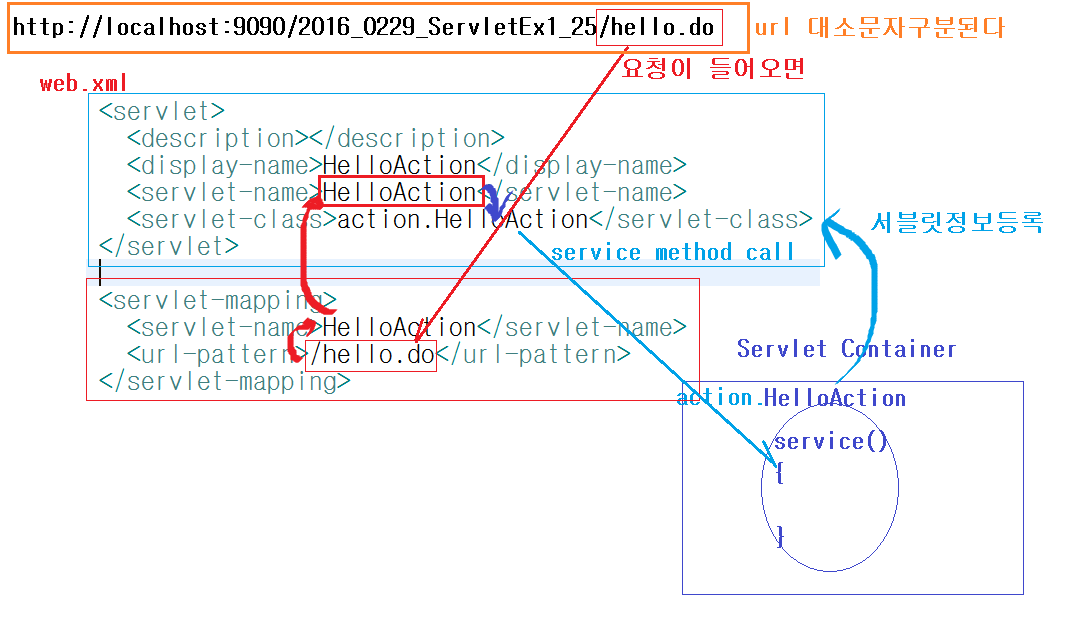 http://localhost:9090/2016_0229_ServletEx1_25/hello.do url 대소문자구분된다
요청이 들어오면
web.xml
<servlet>
<description></description>
<display-name>HelloAction</display-name>
<servlet-name>HelloAction</servlet-name>
<servlet-class>action.HelloAction</servlet-class>
서블릿정보등록
</servlet>
service method call
<servlet-mapping>
<servlet-name>HelloAction</servlet-name>
<url-pattern>/hello.do</url-pattern>
</servlet-mapping>
Servlet Container
action.HelloAction
service()
{
}